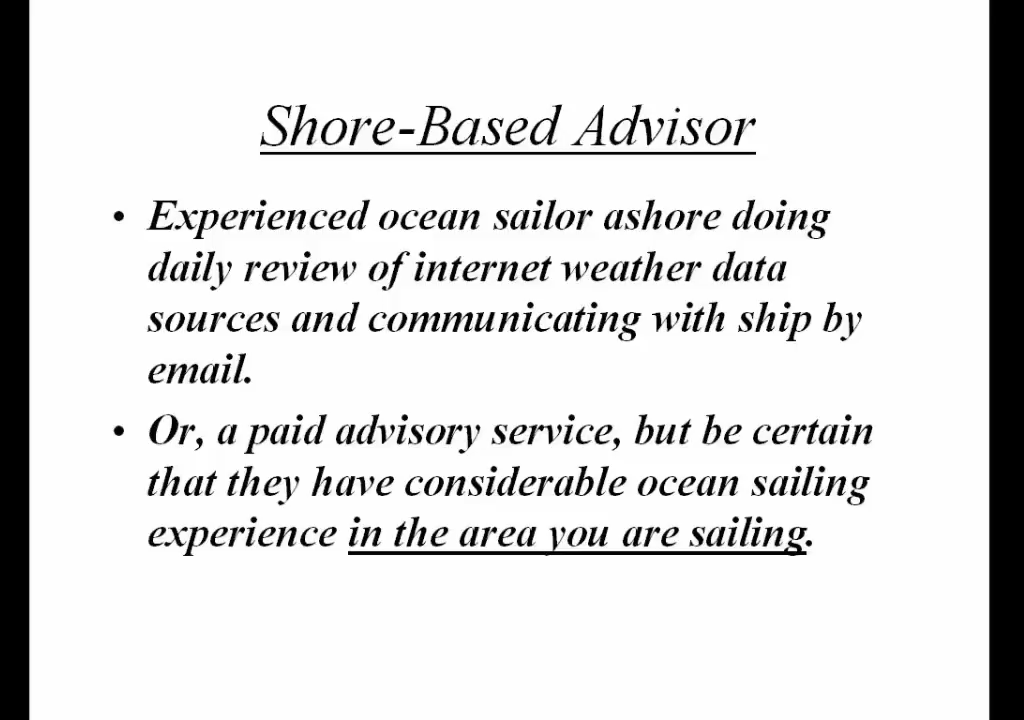 Shore-Based Advisor
• Experienced ocean sailor ashore doing
daily review of internet weather data
sources and communicating with ship by
email.
• Or, a paid advisory service, but be certain
that they have considerable ocean sailing
experience in the area you are sailing.